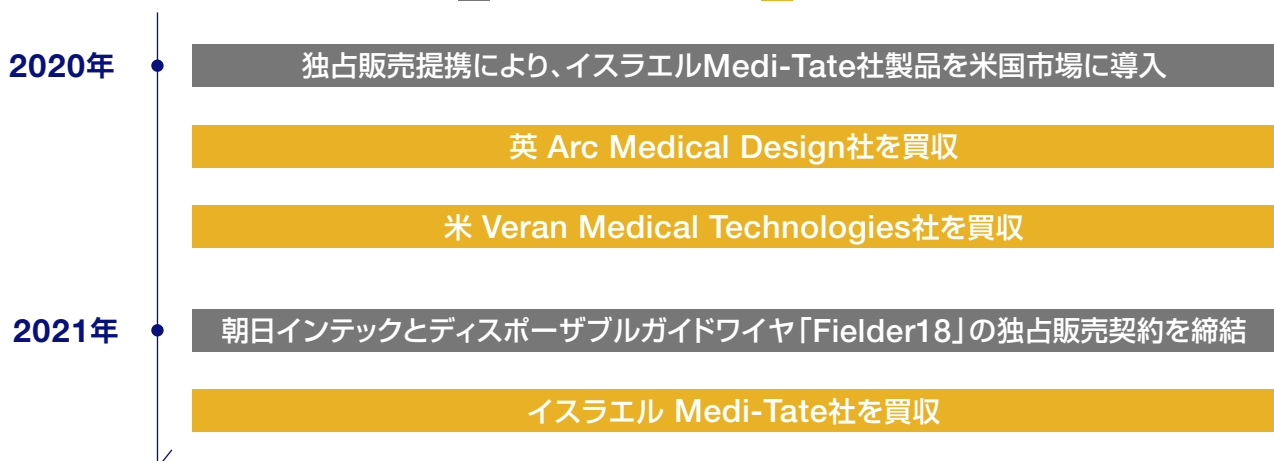 2020年
独占販売提携により、イスラエルMedi-Tate社製品を米国市場に導入
英 Arc Medical Design社を買収
米 Veran Medical Technologies社を買収
2021年
朝日インテックとディスポーザブルガイドワイヤ「Fielder18」の独占販売契約を締結
イスラエル Medi-Tate社を買収